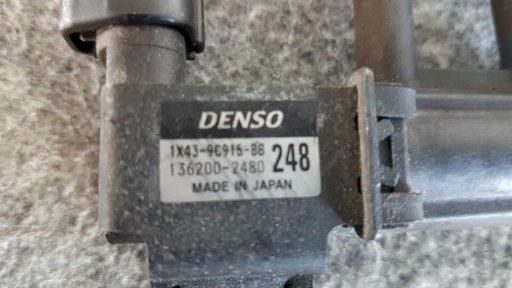 DENSO
1X43-9C915-BB
136200-2480 248
MADE IN JAPAN